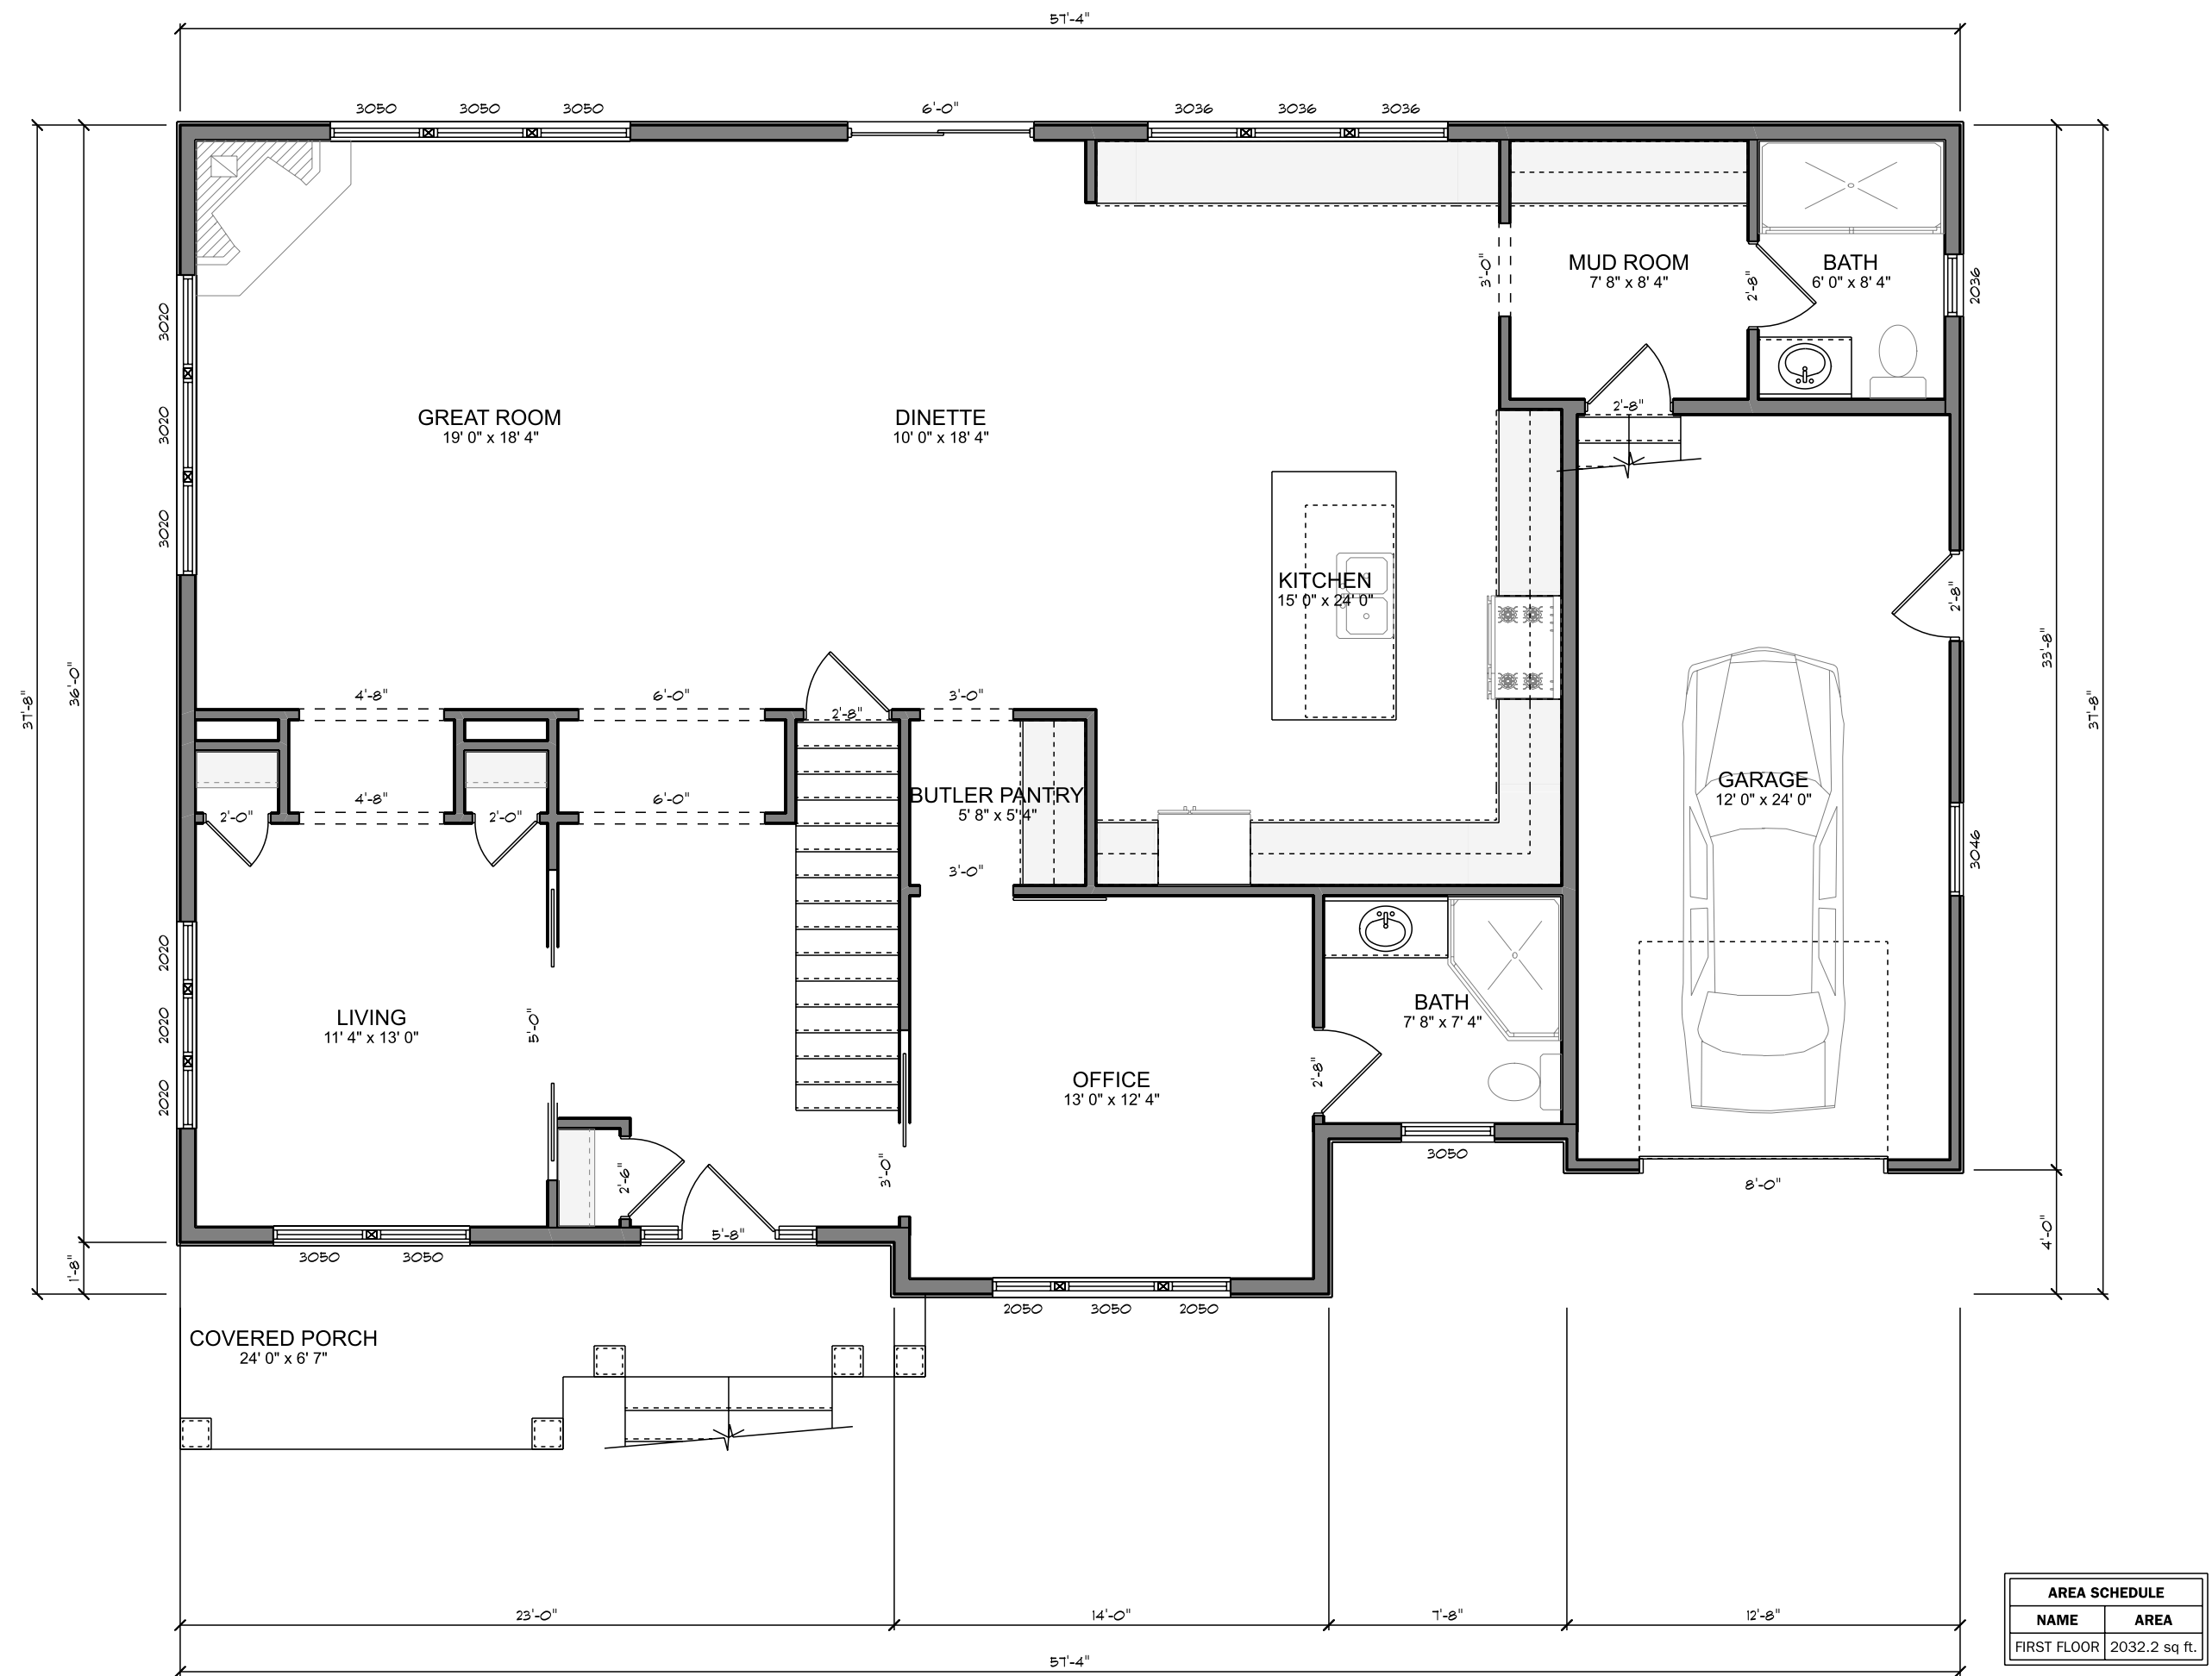 57'-4"
3050 3050 3050 6'-0" 3036 3036 3036
MUD ROOM
7' 8" x 8' 4"
BATH
6' 0" x 8' 4"
3'-0"
2'-8"
2036
3020
3020
3020
GREAT ROOM
19' 0" x 18' 4"
DINETTE
10' 0" x 18' 4"
2'-8"
KITCHEN
15' 0" x 24' 0"
2'-8"
37'-8"
36'-0"
33'-8"
37'-8"
4'-8" 6'-0" 2'-8" 3'-0"
GARAGE
12' 0" x 24' 0"
BUTLER PANTRY
5' 8" x 5' 4"
4'-8" 6'-0"
2'-0" 2'-0"
3046
3'-0"
2020
2020
2020
LIVING
11' 4" x 13' 0"
5'-0"
BATH
7' 8" x 7' 4"
OFFICE
13' 0" x 12' 4"
2'-8"
2'-6"
3'-0"
3050
8'-0"
5'-8"
3050 3050
1'-8"
4'-0"
2050 3050 2050
COVERED PORCH
24' 0" x 6' 7"
23'-0" 14'-0" 7'-8" 12'-8"
57'-4"
AREA SCHEDULE
NAME AREA
FIRST FLOOR 2032.2 sq ft.